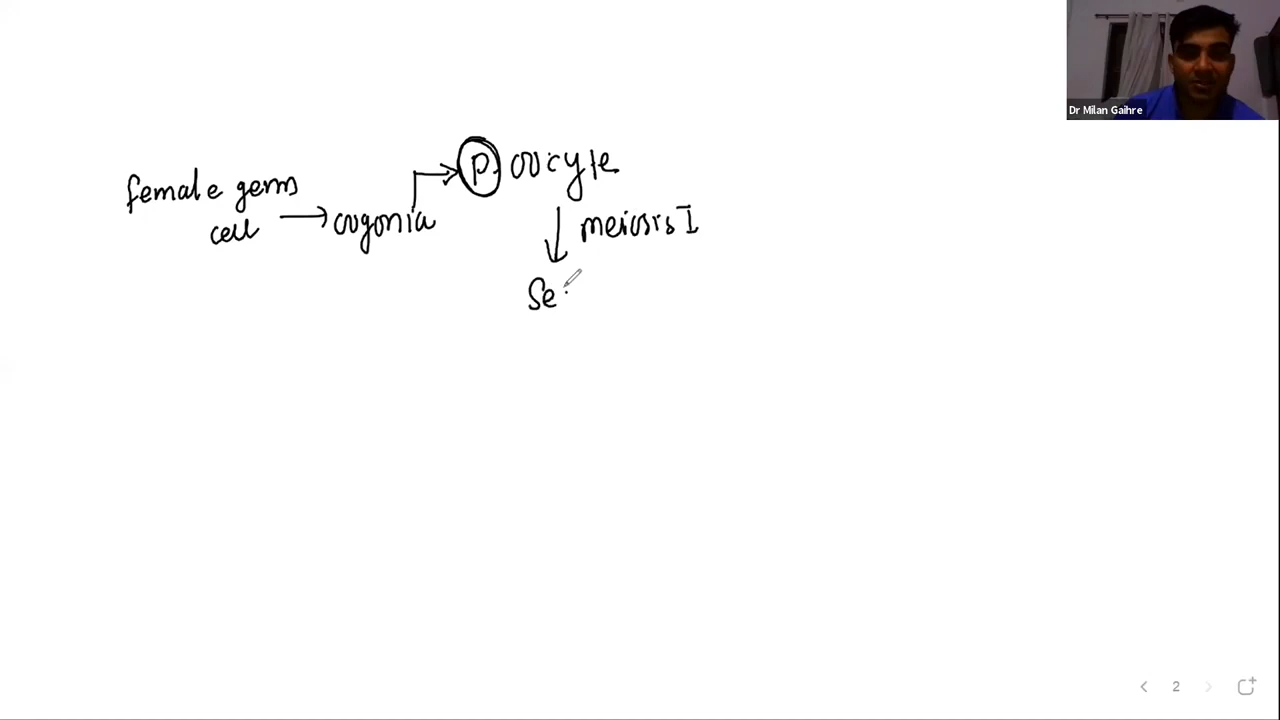 Dr Milan Gaihre
P. oocyte
female germ
cell → oogonia
meiosis I
Se
2